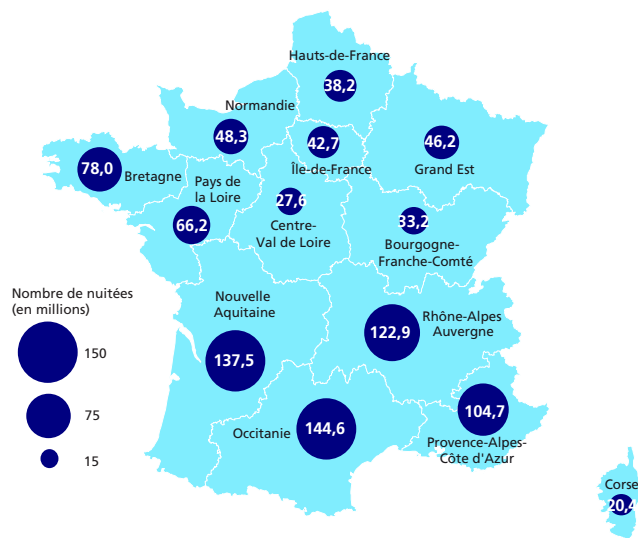 Hauts-de-France
38,2
Normandie
48,3
42,7
Île-de-France
46,2
Grand Est
78,0
Bretagne
Pays de
la Loire
66,2
27,6
Centre-
Val de Loire
33,2
Bourgogne-
Franche-Comté
Nombre de nuitées
(en millions)
150
75
15
Nouvelle
Aquitaine
137,5
122,9
Rhône-Alpes
Auvergne
Occitanie
144,6
104,7
Provence-Alpes-
Côte d'Azur
Corse
20,4